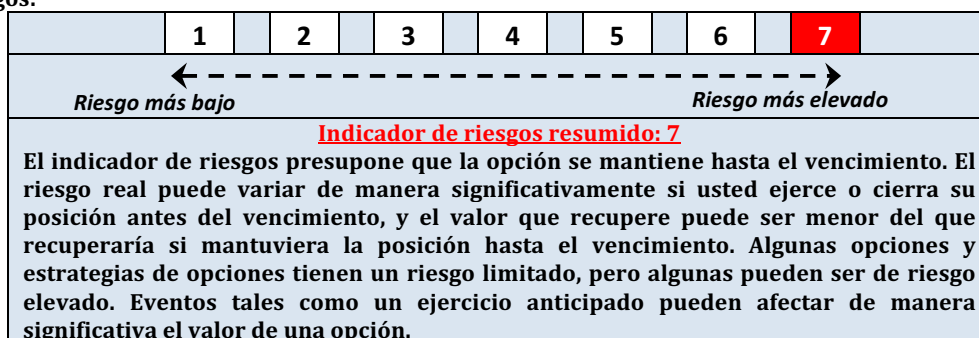 gos:
1 2 3 4 5 6 7
Riesgo más bajo Riesgo más elevado
Indicador de riesgos resumido: 7
El indicador de riesgos presupone que la opción se mantiene hasta el vencimiento. El
riesgo real puede variar de manera significativamente si usted ejerce o cierra su
posición antes del vencimiento, y el valor que recupere puede ser menor del que
recuperaría si mantuviera la posición hasta el vencimiento. Algunas opciones y
estrategias de opciones tienen un riesgo limitado, pero algunas pueden ser de riesgo
elevado. Eventos tales como un ejercicio anticipado pueden afectar de manera
significativa el valor de una opción.